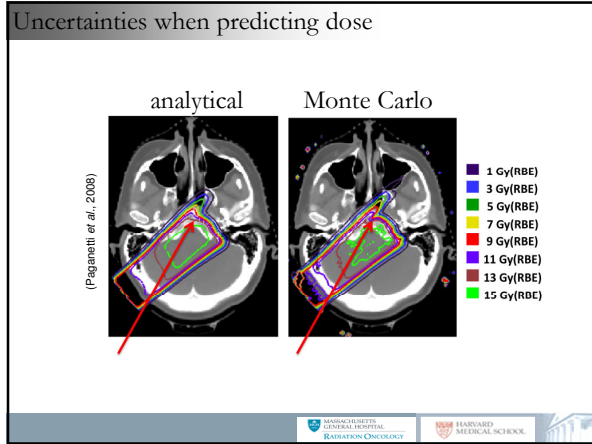 Uncertainties when predicting dose
analytical
Monte Carlo
(Paganetti et al., 2008)
1 Gy(RBE)
3 Gy(RBE)
5 Gy(RBE)
7 Gy(RBE)
9 Gy(RBE)
11 Gy(RBE)
13 Gy(RBE)
15 Gy(RBE)
MASSACHUSETTS
GENERAL HOSPITAL
RADIATION ONCOLOGY
HARVARD
MEDICAL SCHOOL